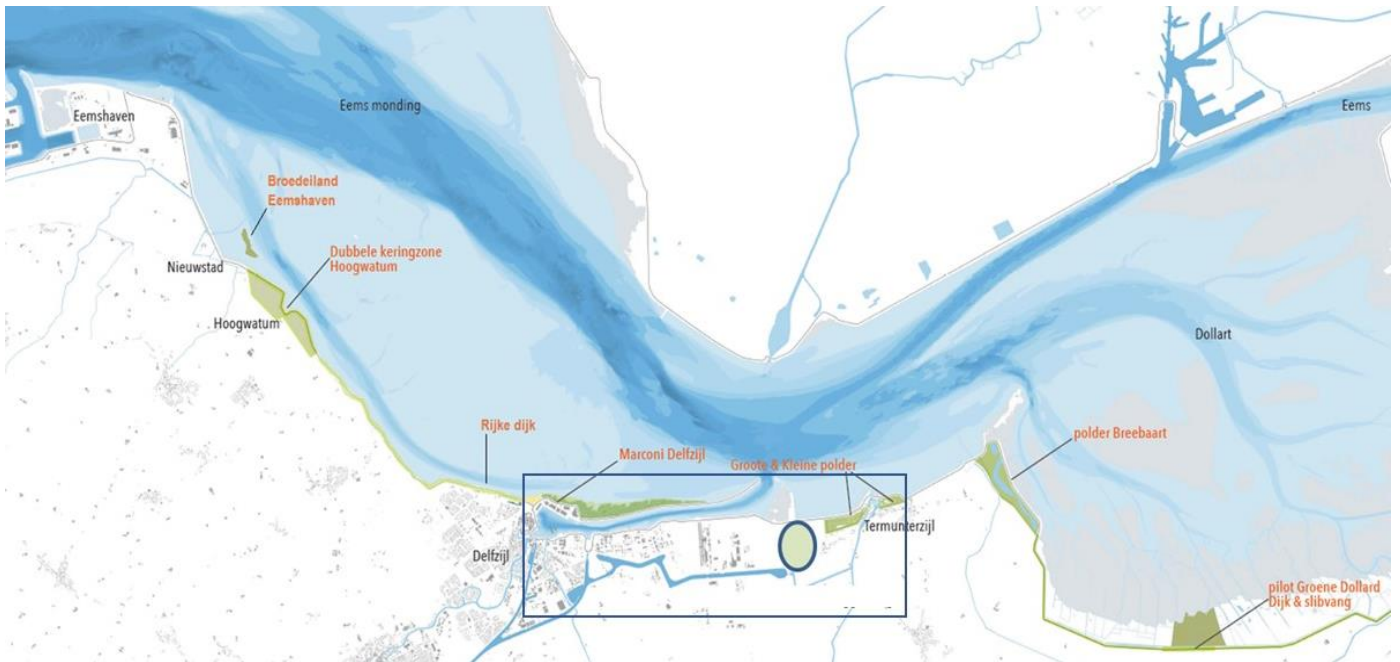 Eems monding
Eems
Eemshaven
Broedeiland
Eemshaven
Dubbele keringzone
Hoogwatum
Nieuwstad
Hoogwatum
Dollart
Rijke dijk
polder Breebaart
Marconi Delfzijl
Groote & Kleine polder
Termunterzijl
Delfzijl
pilot Groene Dollard
Dijk & slibvang